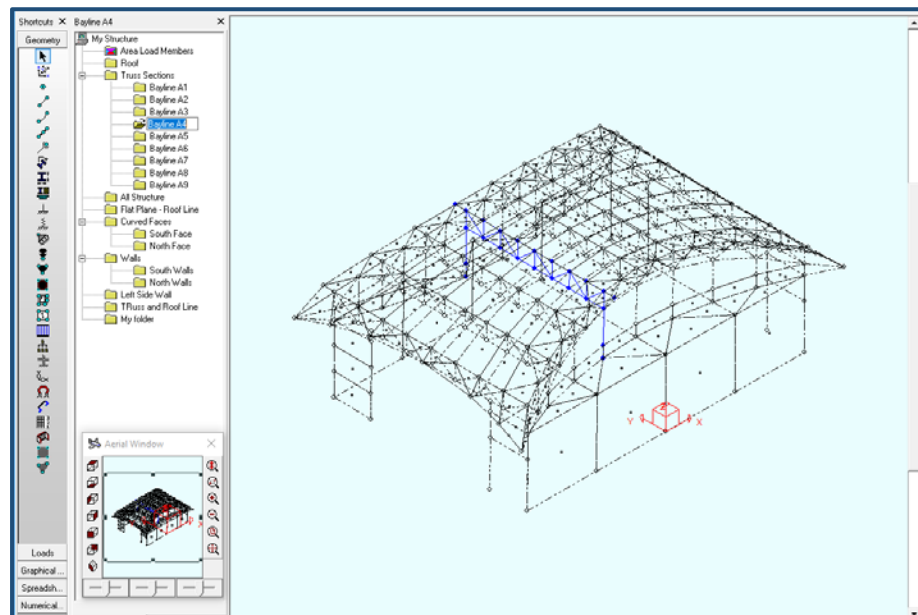 Shortcuts
Bayline A4
Geometry
My Structure
Area Load Members
Roof
Truss Sections
Bayline A1
Bayline A2
Bayline A3
Bayline A4
Bayline A5
Bayline A6
Bayline A7
Bayline A8
Bayline A9
All Structure
Flat Plane - Roof Line
Curved Faces
South Face
North Face
Walls
South Walls
North Walls
Left Side Wall
TRuss and Roof Line
My folder
Aerial Window
Loads
Graphical ...
Spreadsh...
Numerical...
Z
Y
X
X